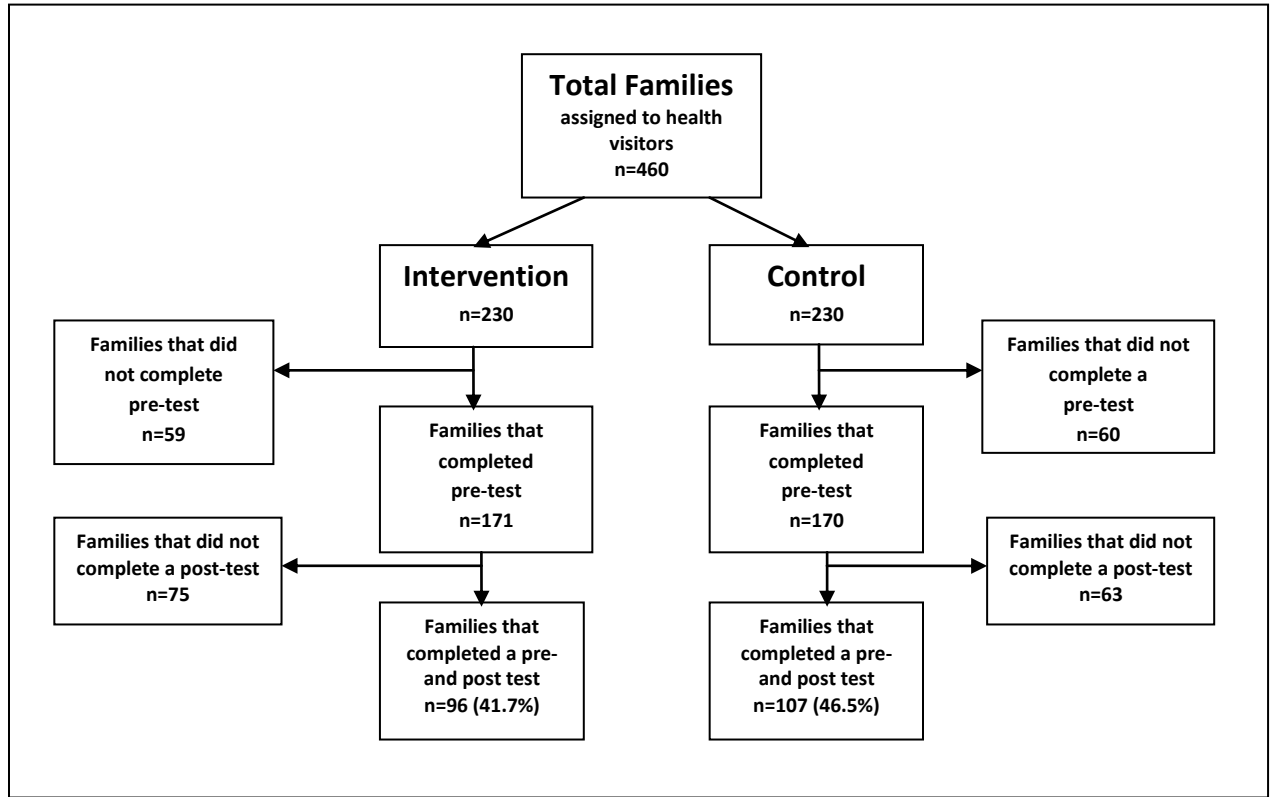 Total Families
assigned to health
visitors
n=460
Intervention
n=230
Control
n=230
Families that did
not complete
pre-test
n=59
Families that did not
complete a
pre-test
n=60
Families that
completed
pre-test
n=171
Families that
completed
pre-test
n=170
Families that did not
complete a post-test
n=75
Families that did not
complete a post-test
n=63
Families that
completed a pre-
and post test
n=96 (41.7%)
Families that
completed a pre-
and post test
n=107 (46.5%)